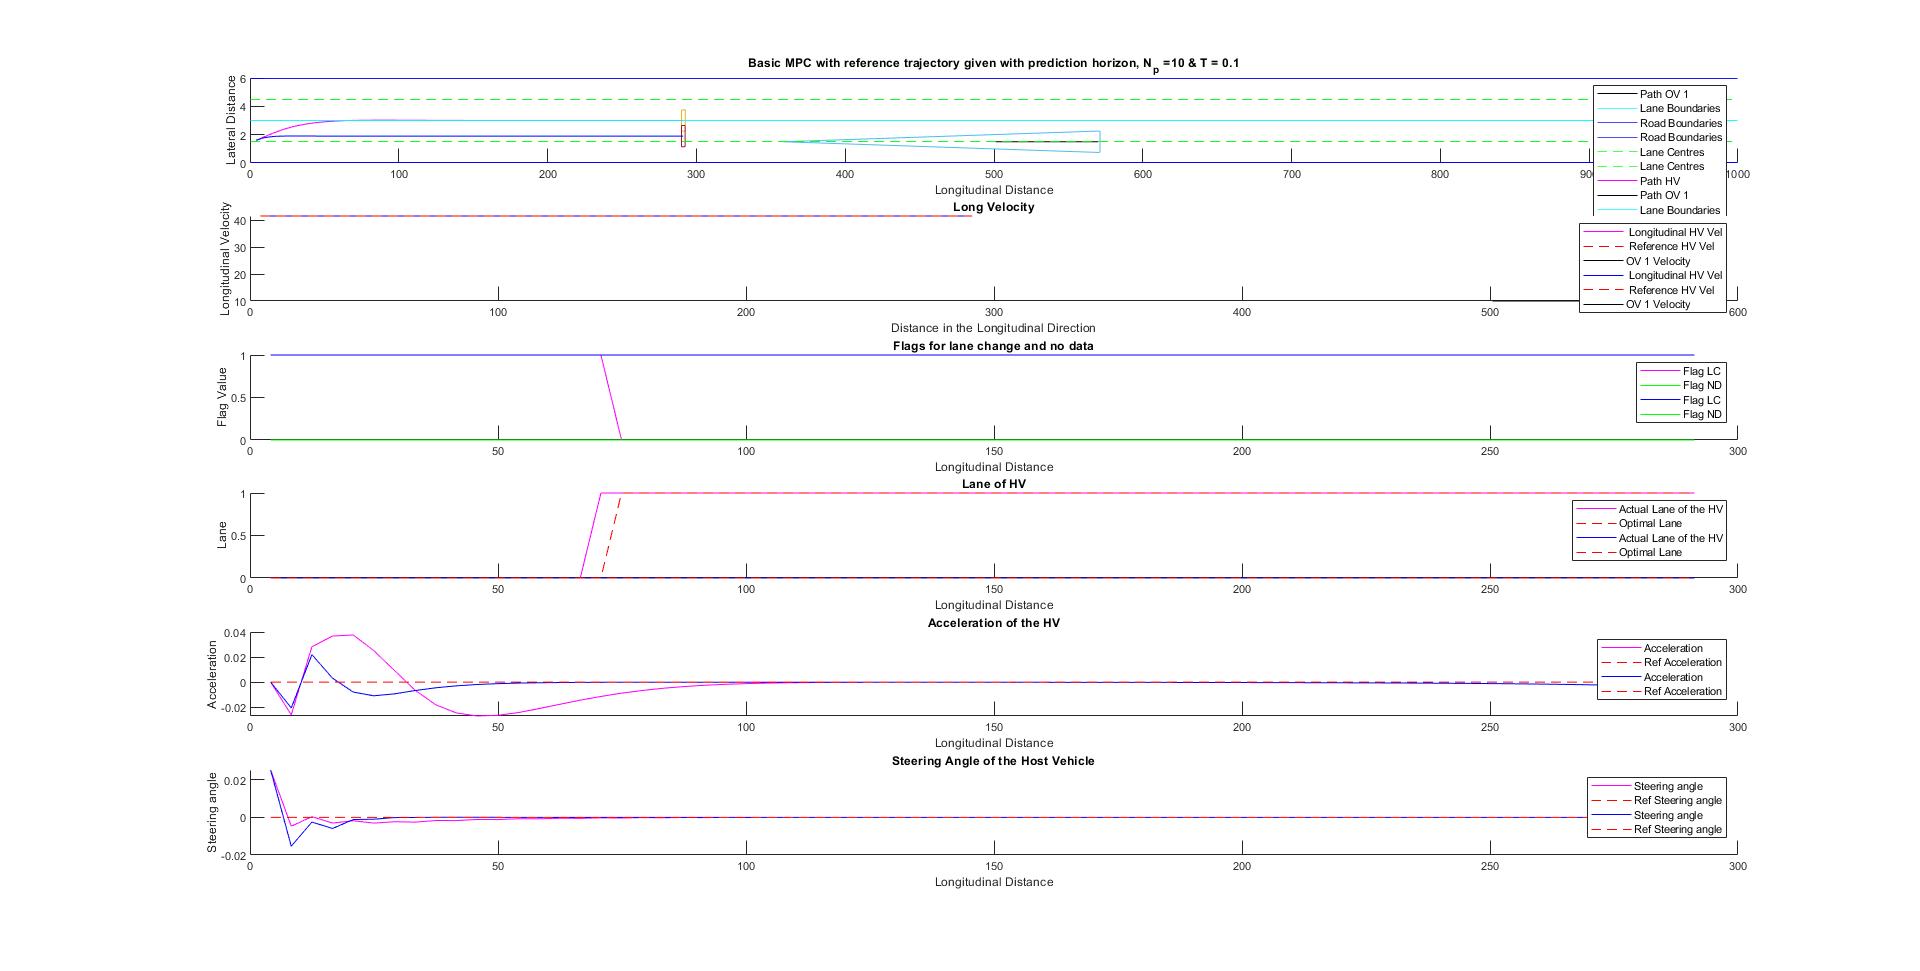 Basic MPC with reference trajectory given with prediction horizon, Np =10 & T = 0.1
Lateral Distance
6
4
2
0
0 100 200 300 400 500 600 700 800 900 1000
Longitudinal Distance
Path OV 1
Lane Boundaries
Road Boundaries
Road Boundaries
Lane Centres
Lane Centres
Path HV
Path OV 1
Lane Boundaries
Long Velocity
Longitudinal Velocity
40
30
20
10
0 100 200 300 400 500 600
Distance in the Longitudinal Direction
Longitudinal HV Vel
Reference HV Vel
OV 1 Velocity
Longitudinal HV Vel
Reference HV Vel
OV 1 Velocity
Flags for lane change and no data
Flag Value
1
0.5
0
0 50 100 150 200 250 300
Longitudinal Distance
Flag LC
Flag ND
Flag LC
Flag ND
Lane of HV
Lane
1
0.5
0
0 50 100 150 200 250 300
Longitudinal Distance
Actual Lane of the HV
Optimal Lane
Actual Lane of the HV
Optimal Lane
Acceleration of the HV
Acceleration
0.04
0.02
0
-0.02
0 50 100 150 200 250 300
Longitudinal Distance
Acceleration
Ref Acceleration
Acceleration
Ref Acceleration
Steering Angle of the Host Vehicle
Steering angle
0.02
0
-0.02
0 50 100 150 200 250 300
Longitudinal Distance
Steering angle
Ref Steering angle
Steering angle
Ref Steering angle